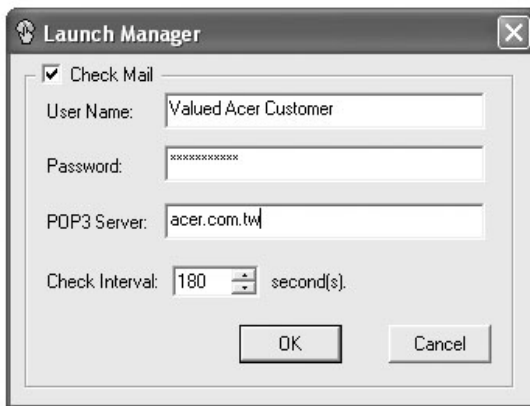 Launch Manager
Check Mail
User Name: Valued Acer Customer
Password: xxxxxxxxxxx
POP3 Server: acer.com.tw
Check Interval: 180 second(s).
OK Cancel